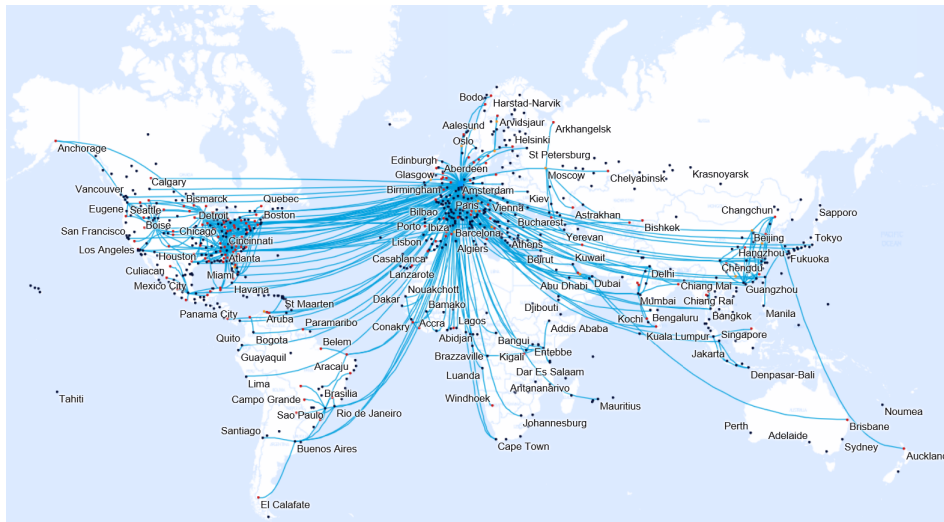 Bodo
Harstad-Narvik
Aalesund
Arvidsjaur
Arkhangelsk
Oslo
Helsinki
Anchorage
St Petersburg
Edinburgh
Aberdeen
Glasgow
Moscow
Chelyabinsk
Krasnoyarsk
Vancouver
Calgary
Birmingham
Amsterdam
Bismarck
Quebec
Kiev
Eugene
Seattle
Detroit
Boston
Bilbao
Paris
Vienna
Changchun
Sapporo
San Francisco
Boise
Chicago
Cincinnati
Porto
Ibiza
Barcelona
Bucharest
Astrakhan
Bishkek
Beijing
Tokyo
Los Angeles
Houston
Atlanta
Lisbon
Algiers
Athens
Yerevan
Hangzhou
Fukuoka
Culiacan
Miami
Casablanca
Beirut
Kuwait
Delhi
Chengdu
Mexico City
Havana
Lanzarote
Abu Dhabi
Dubai
Chiang Mai
Guangzhou
St Maarten
Nouakchott
Dakar
Bamako
Djibouti
Mumbai
Chiang Rai
Panama City
Aruba
Conakry
Accra
Lagos
Kochi
Bengaluru
Bangkok
Manila
Quito
Bogota
Paramaribo
Abidjan
Bangui
Addis Ababa
Kuala Lumpur
Singapore
Guayaquil
Belem
Brazzaville
Kigali
Entebbe
Jakarta
Aracaju
Luanda
Dar Es Salaam
Denpasar-Bali
Lima
Brasilia
Antananarivo
Tahiti
Campo Grande
Windhoek
Mauritius
Noumea
Sao Paulo
Rio de Janeiro
Johannesburg
Perth
Brisbane
Santiago
Adelaide
Buenos Aires
Cape Town
Sydney
Auckland
El Calafate